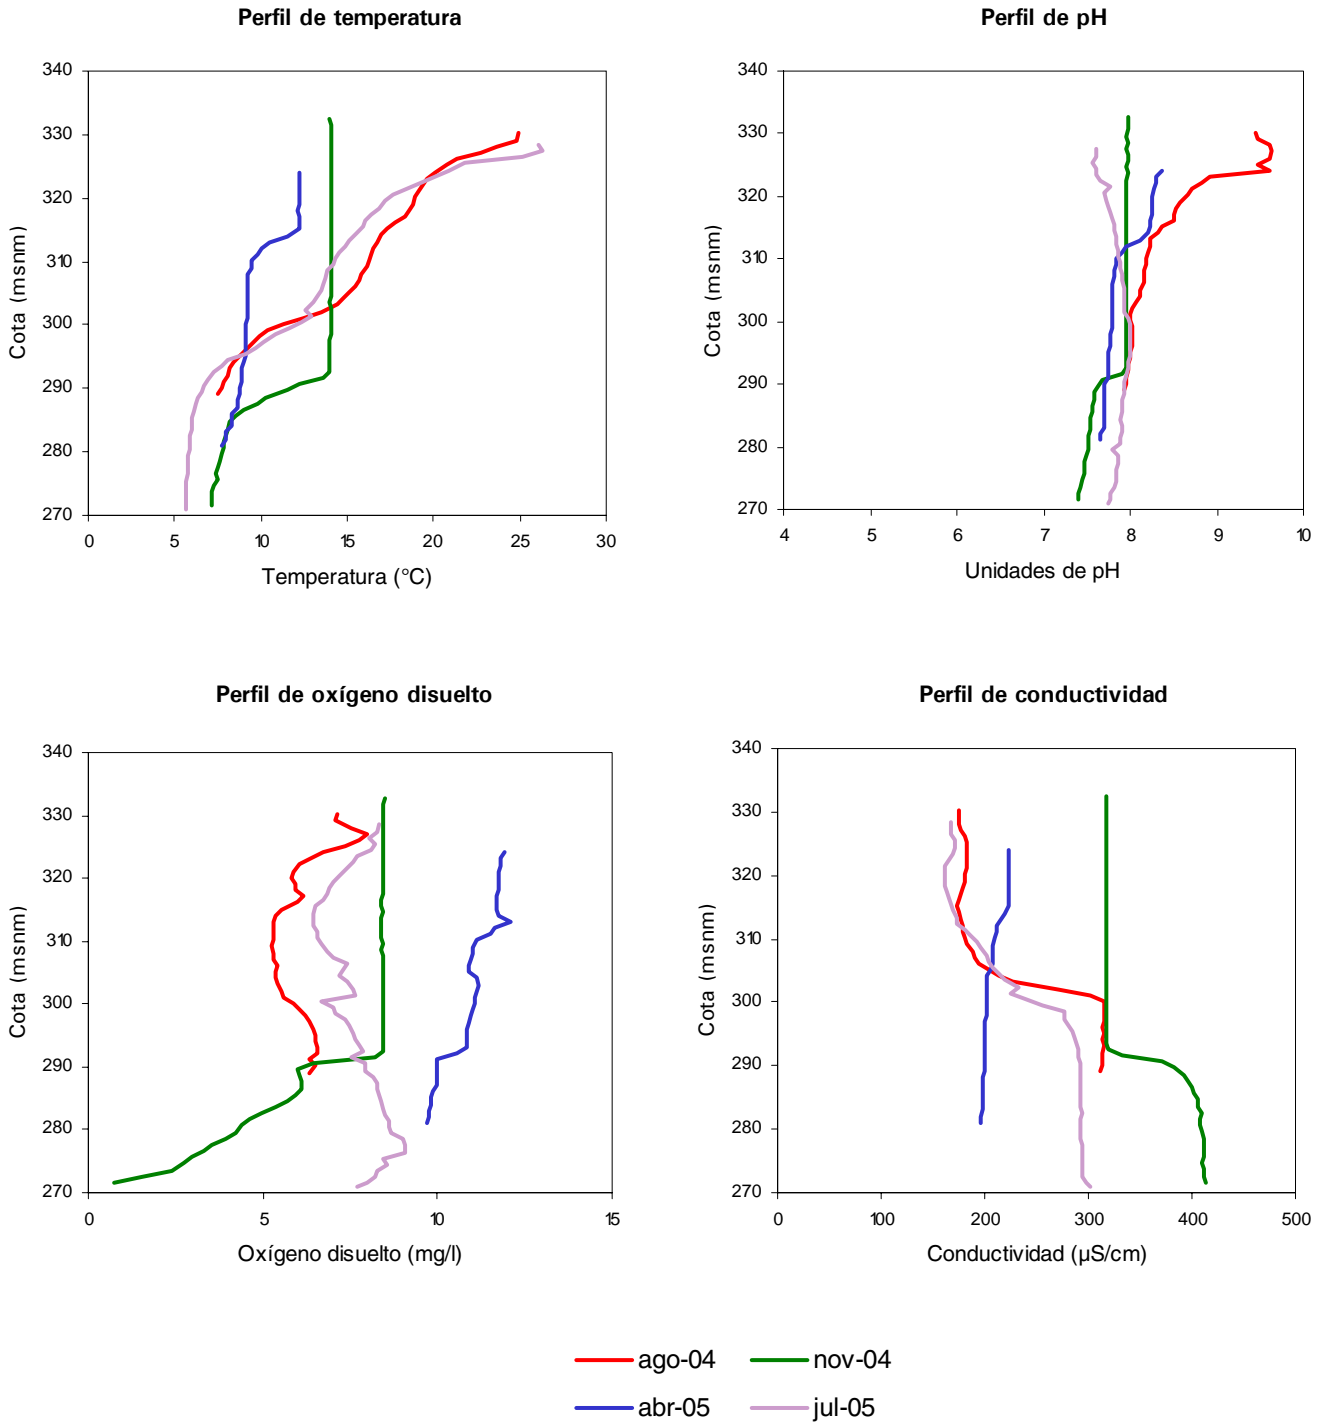 Perfil de temperatura
340
330
320
310
300
290
280
270
Cota (msnm)
0 5 10 15 20 25 30
Temperatura (°C)
Perfil de pH
340
330
320
310
300
290
280
270
Cota (msnm)
4 5 6 7 8 9 10
Unidades de pH
Perfil de oxígeno disuelto
340
330
320
310
300
290
280
270
Cota (msnm)
0 5 10 15
Oxígeno disuelto (mg/l)
Perfil de conductividad
340
330
320
310
300
290
280
270
Cota (msnm)
0 100 200 300 400 500
Conductividad (µS/cm)
ago-04 nov-04
abr-05 jul-05